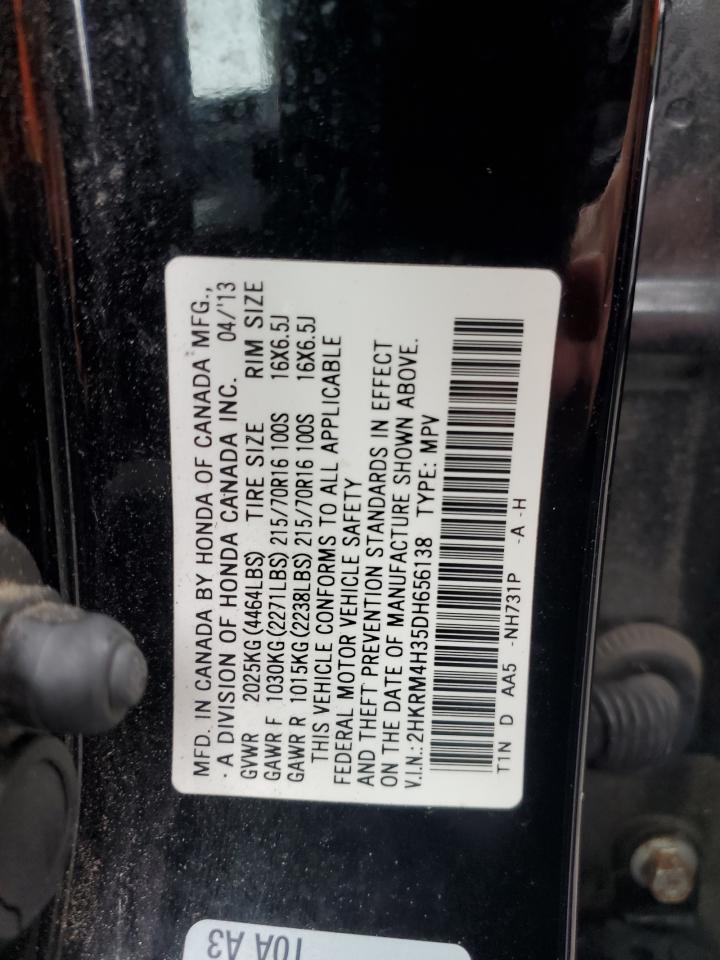 MFD. IN CANADA BY HONDA OF CANADA MFG.,
· A DIVISION OF HONDA CANADA INC. 04/'13
GVWR 2025KG(4464LBS) TIRE SIZE RIM SIZE
GAWR F 1030KG(2271LBS) 215/70R16 100S 16X6.5J
GAWR R 1015KG(2238LBS) 215/70R16 100S 16X6.5J
THIS VEHICLE CONFORMS TO ALL APPLICABLE
FEDERAL MOTOR VEHICLE SAFETY
AND THEFT PREVENTION STANDARDS IN EFFECT
ON THE DATE OF MANUFACTURE SHOWN ABOVE.
V.I.N.: 2HKRM4H35DH656138 TYPE: MPV
T1N D AA5 -NH731P -A -H
10A A3